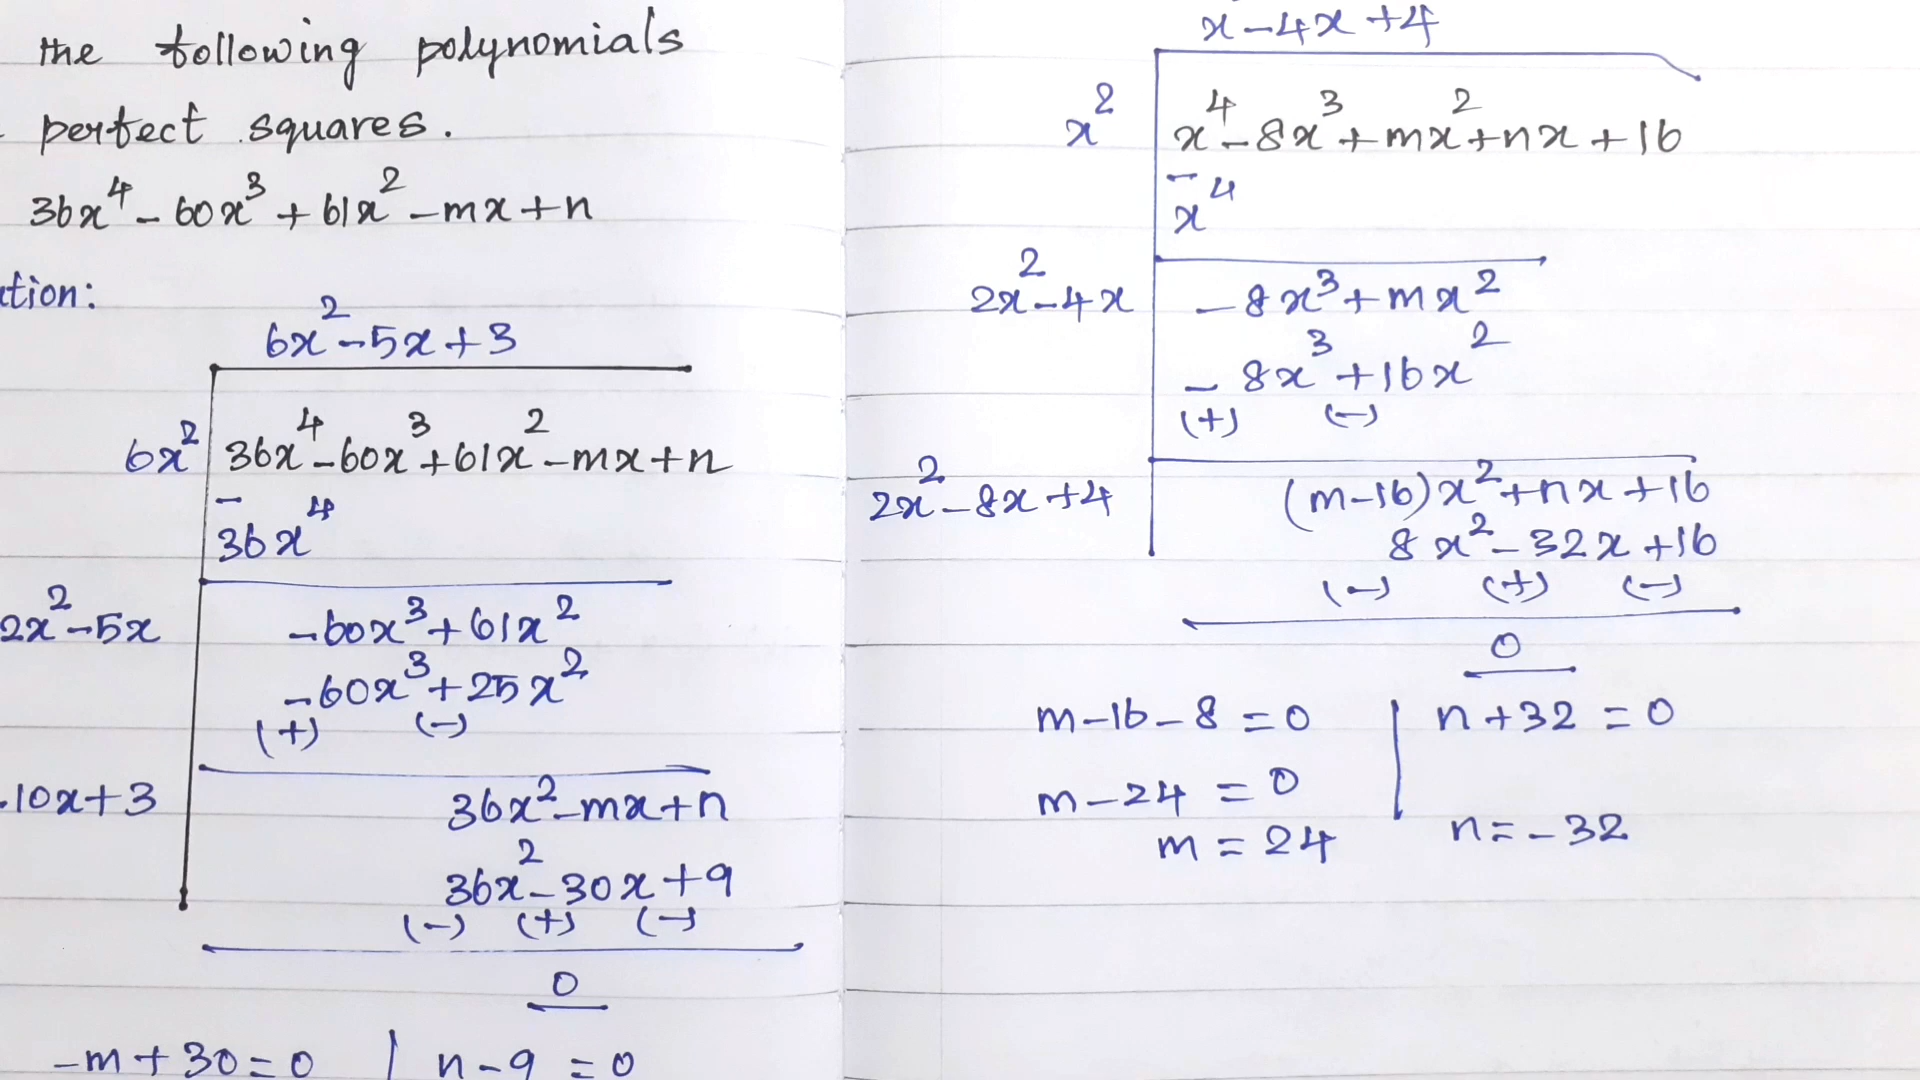 the following polynomials
perfect squares.
36x⁴ - 60x³ + 61x² - mx + n
ation:
6x² - 5x + 3
6x² 36x⁴ - 60x³ + 61x² - mx + n
- 36x⁴
2x² - 5x -60x³ + 61x²
-60x³ + 25x²
(+) (-)
-10x + 3 36x² - mx + n
36x² - 30x + 9
(-) (+) (-)
0
-m + 30 = 0 | n - 9 = 0
x - 4x + 4
x² x⁴ - 8x³ + mx² + nx + 16
- x⁴
2x² - 4x -8x³ + mx²
-8x³ + 16x²
(+) (-)
2x² - 8x + 4 (m-16)x² + nx + 16
8x² - 32x + 16
(-) (+) (-)
0
m - 16 - 8 = 0 | n + 32 = 0
m - 24 = 0
m = 24 n = -32